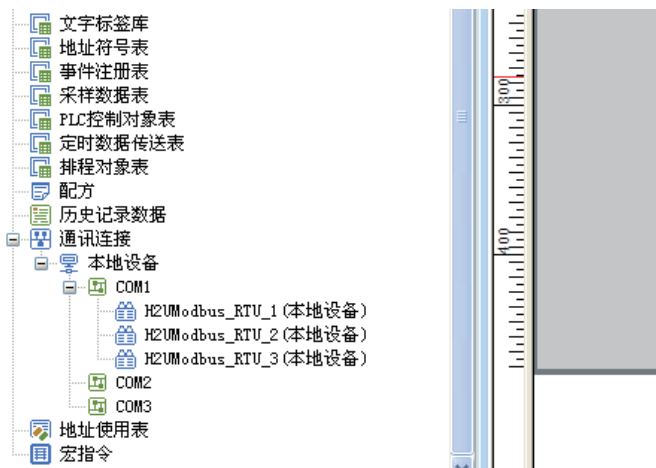 文字标签库
地址符号表
事件注册表
采样数据表
PLC控制对象表
定时数据传送表
排程对象表
配方
历史记录数据
通讯连接
本地设备
COM1
H2UModbus_RTU_1(本地设备)
H2UModbus_RTU_2(本地设备)
H2UModbus_RTU_3(本地设备)
COM2
COM3
地址使用表
宏指令
300
400